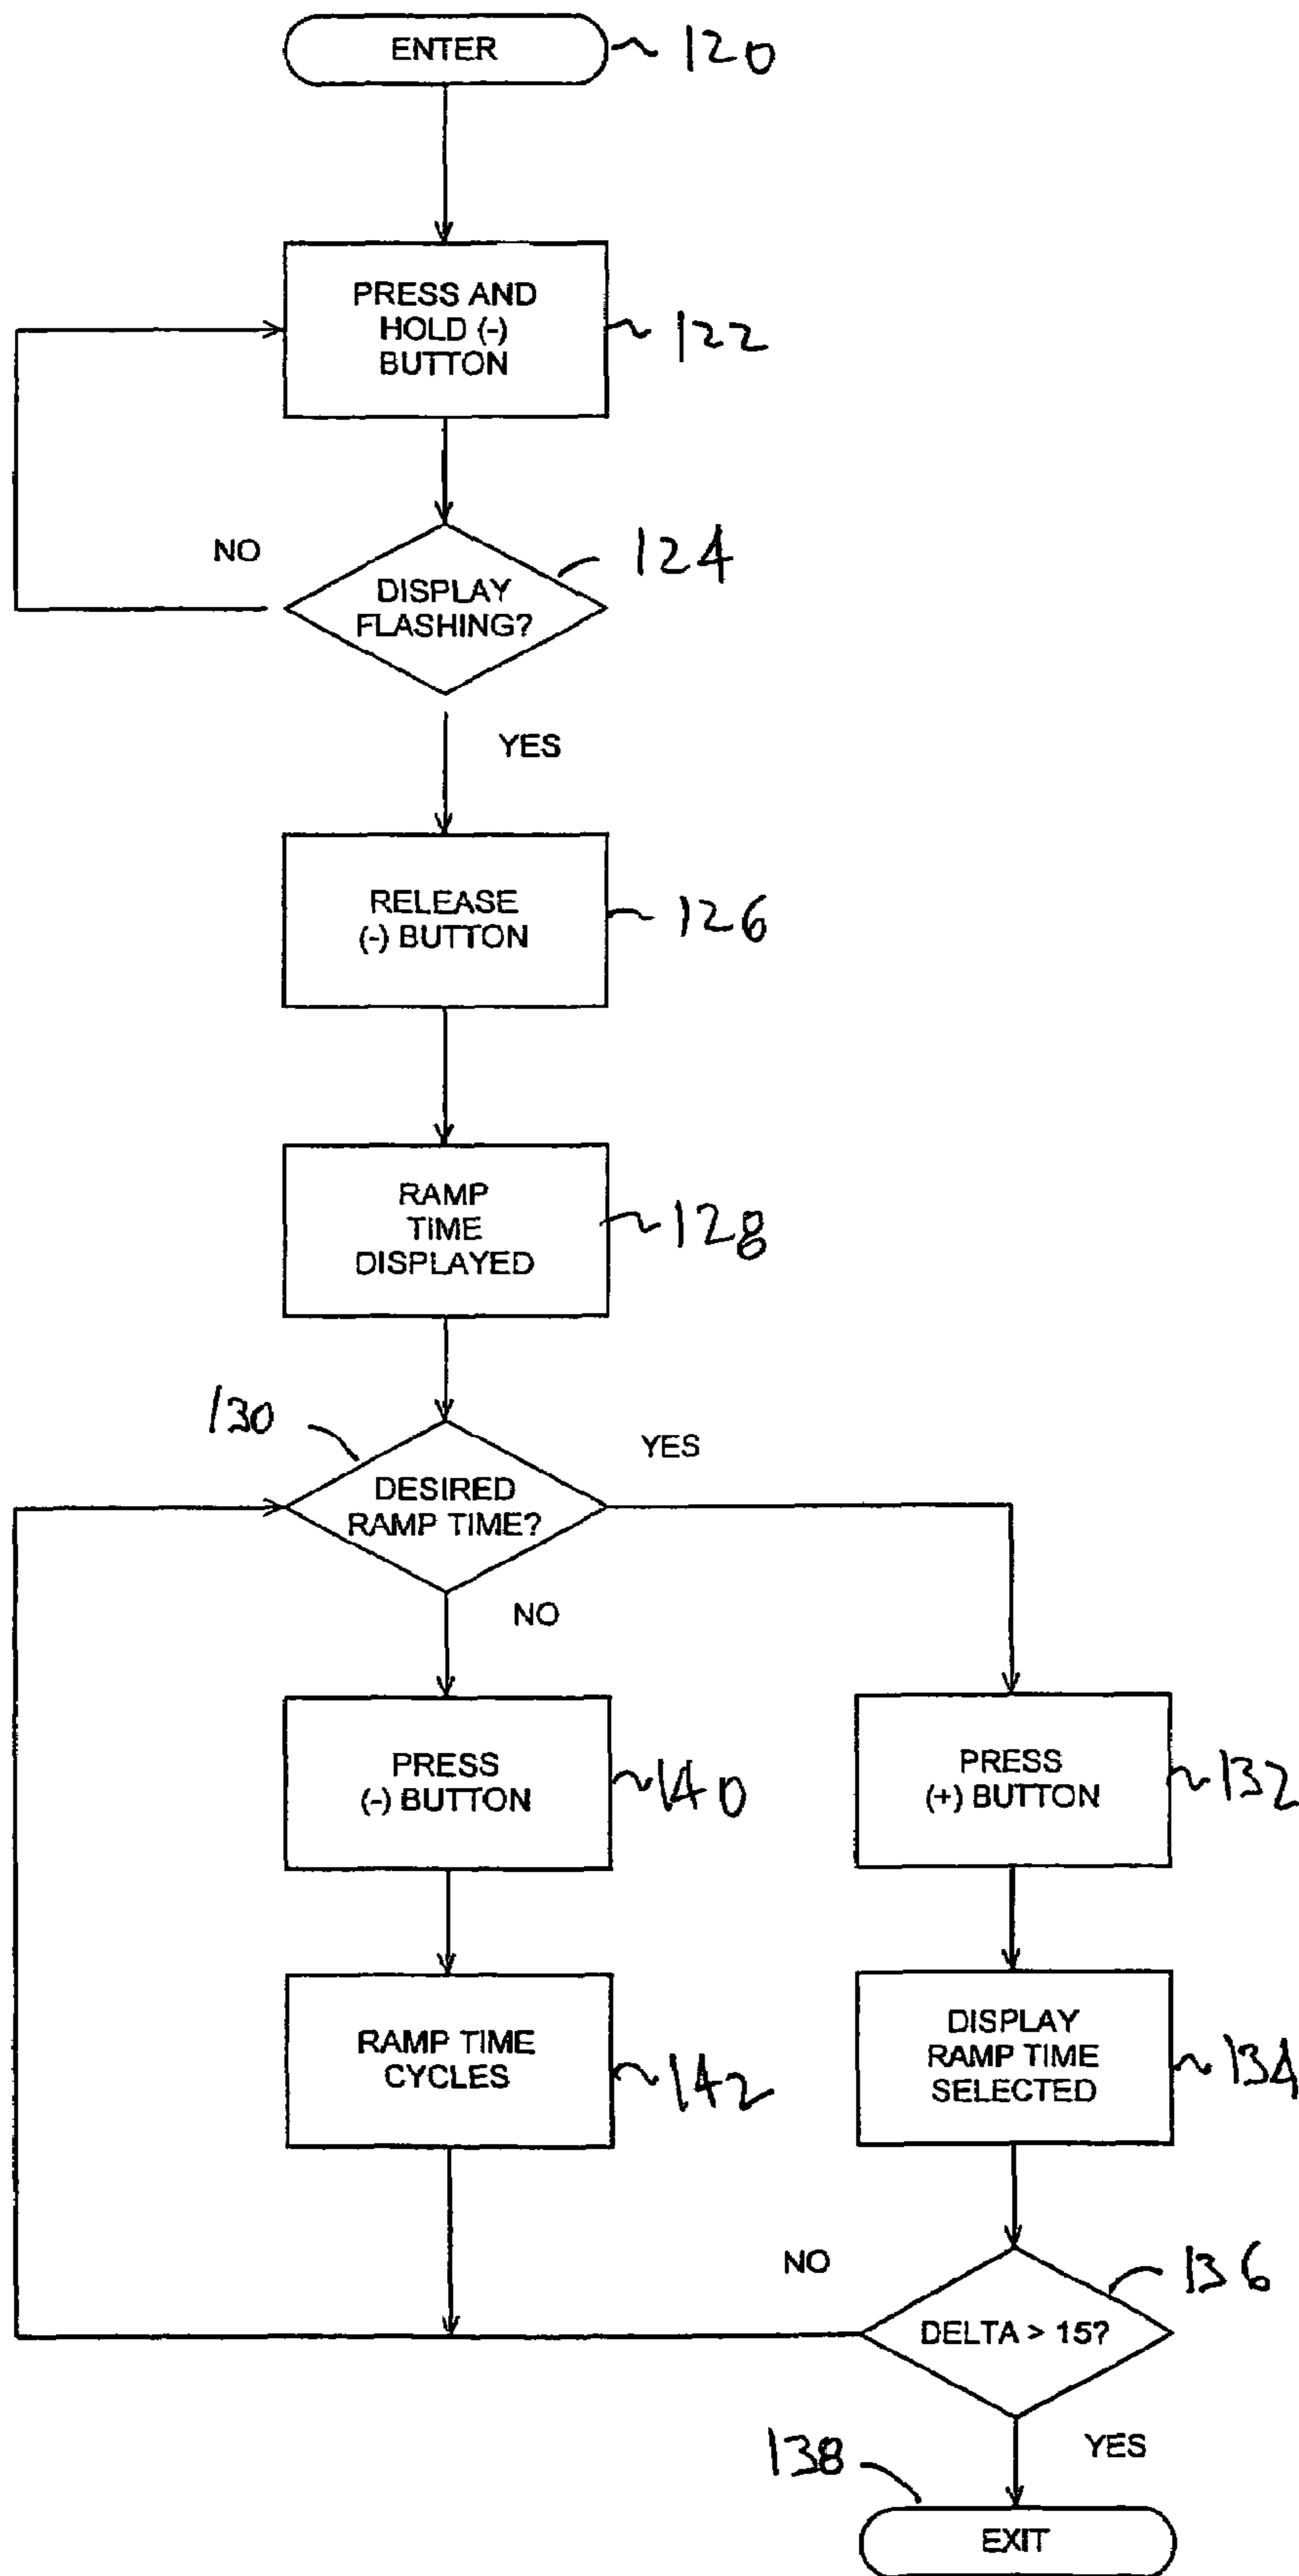 ENTER
120
PRESS AND
HOLD (-)
BUTTON
122
NO
124
DISPLAY
FLASHING?
YES
RELEASE
(-) BUTTON
126
RAMP
TIME
DISPLAYED
128
130
YES
DESIRED
RAMP TIME?
NO
PRESS
(-) BUTTON
140
PRESS
(+) BUTTON
132
RAMP TIME
CYCLES
142
DISPLAY
RAMP TIME
SELECTED
134
NO
136
DELTA > 15?
138
YES
EXIT